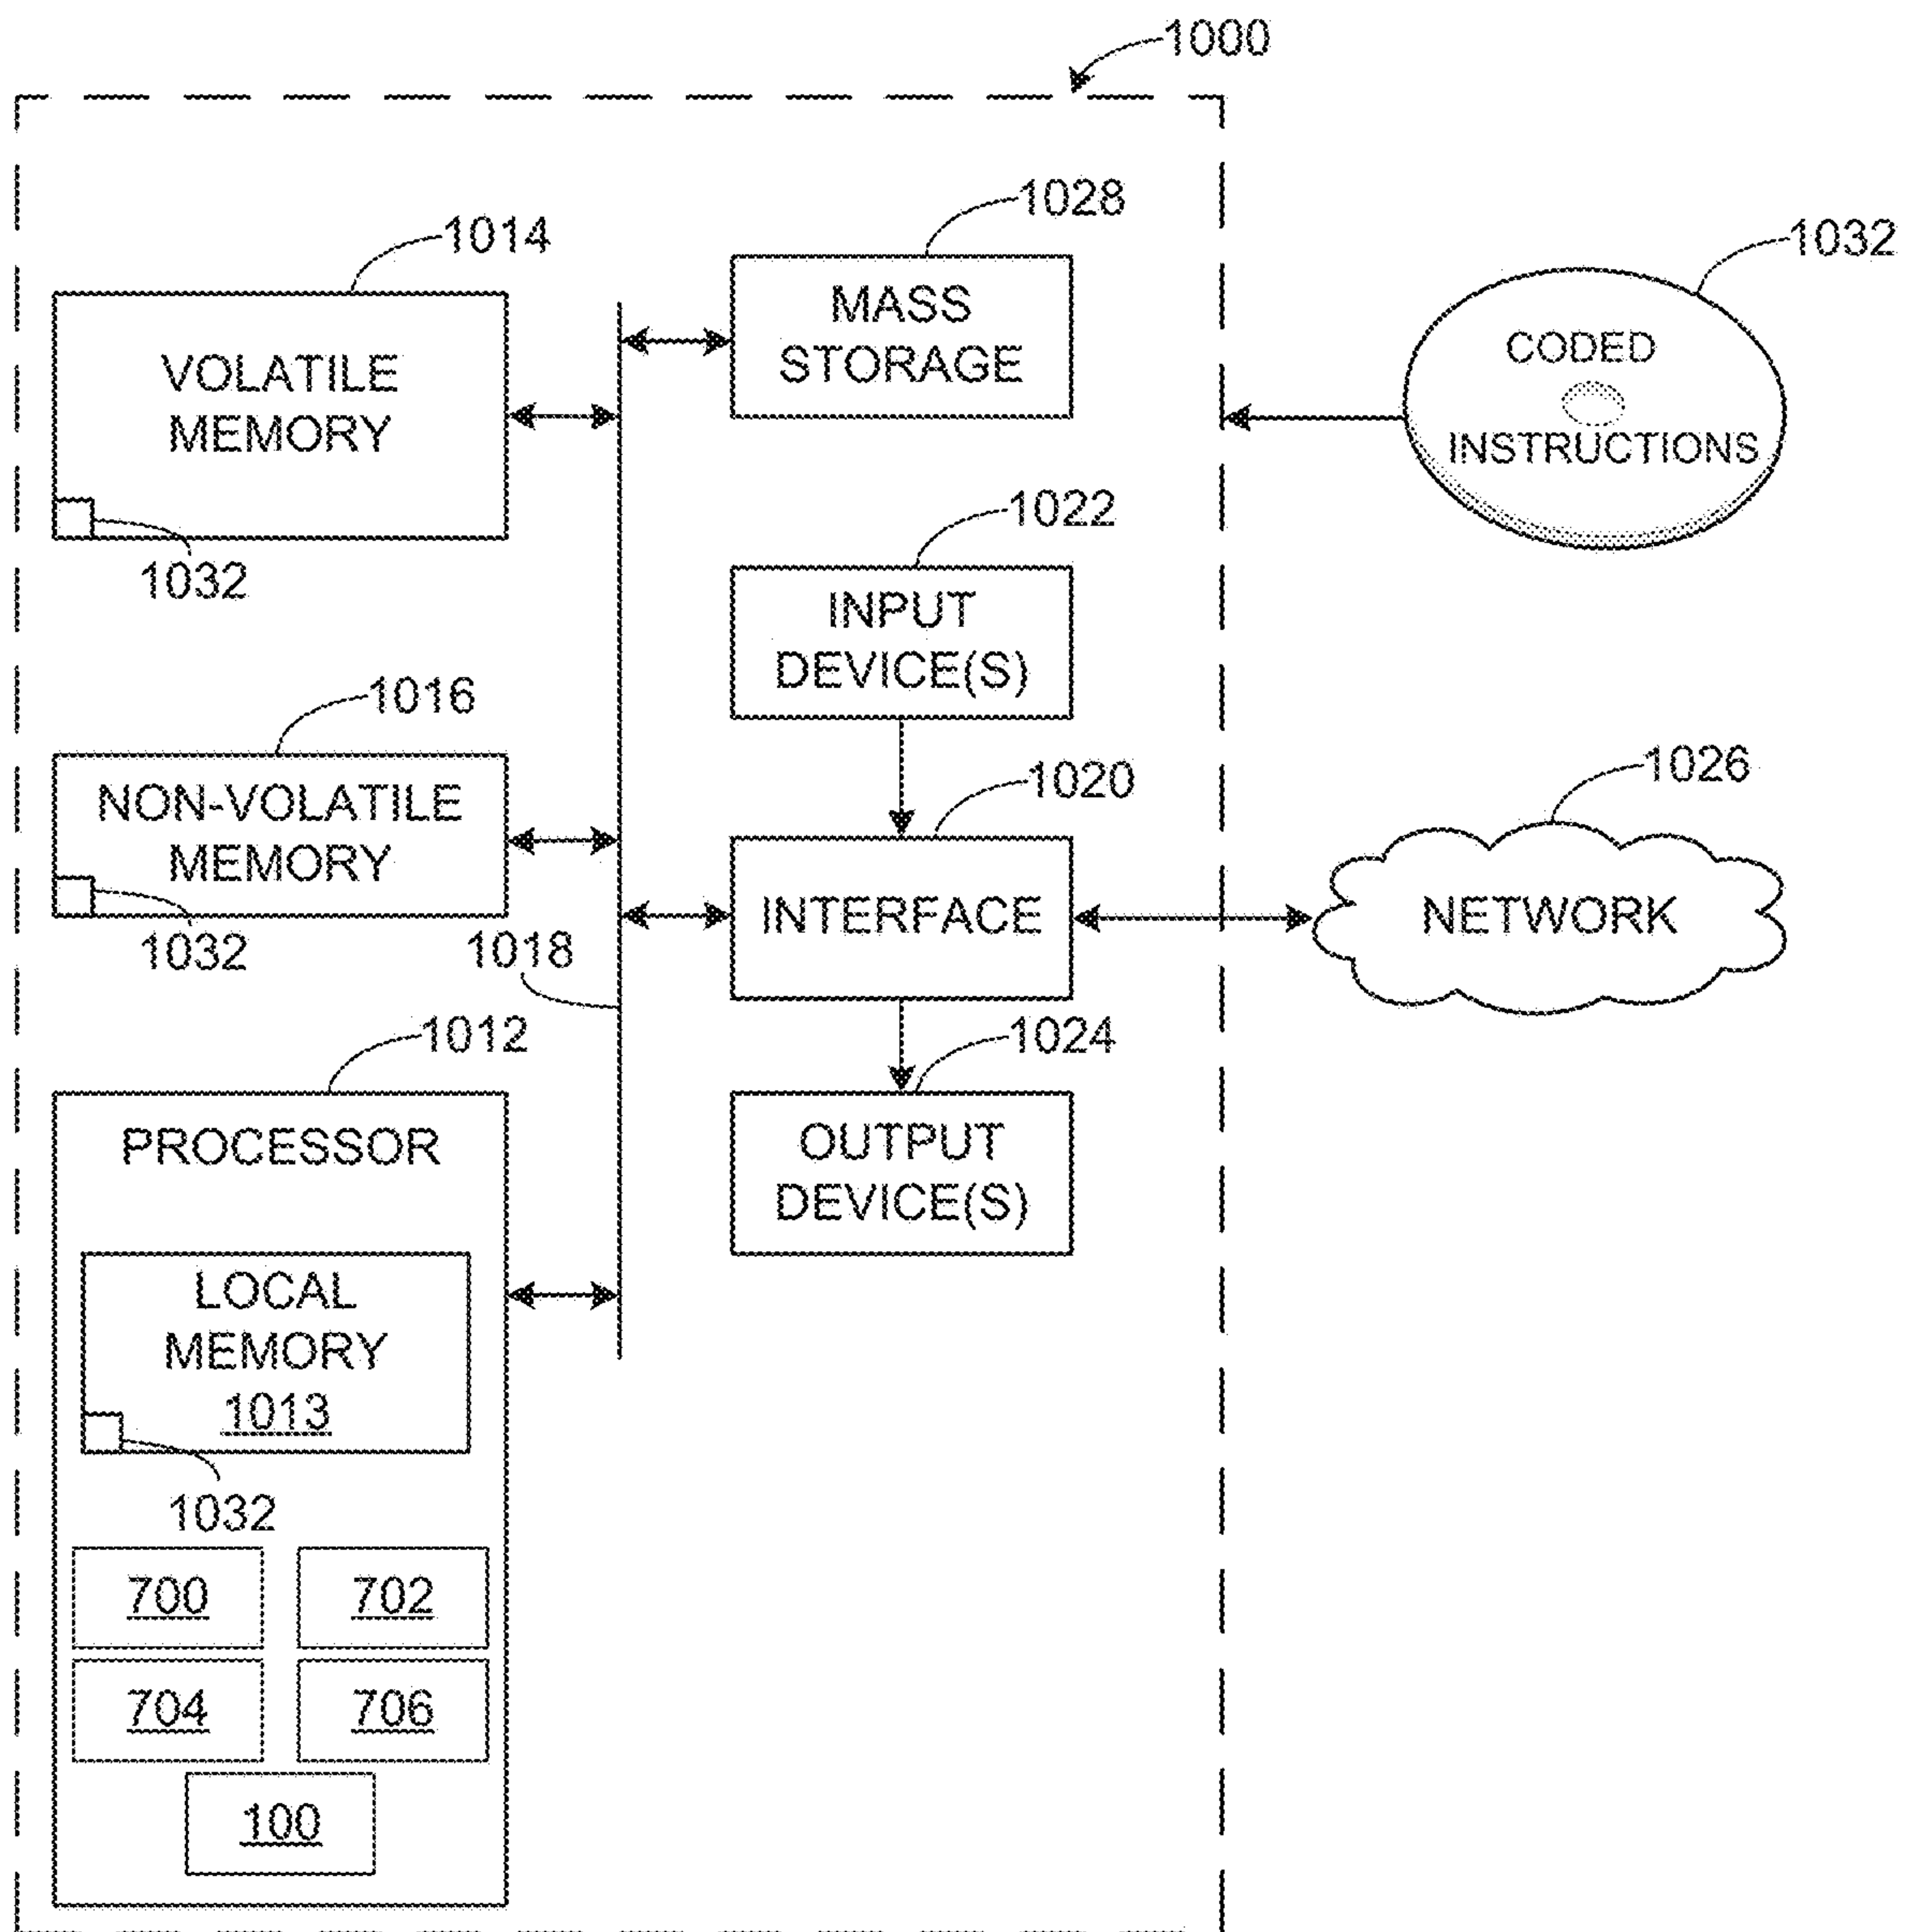 1000
1028
1014
1032
MASS
STORAGE
VOLATILE
MEMORY
CODED
INSTRUCTIONS
1022
1032
INPUT
DEVICE(S)
1016
1020
1026
NON-VOLATILE
MEMORY
INTERFACE
NETWORK
1032
1018
1012
1024
PROCESSOR
OUTPUT
DEVICE(S)
LOCAL
MEMORY
1013
1032
700
702
704
706
100